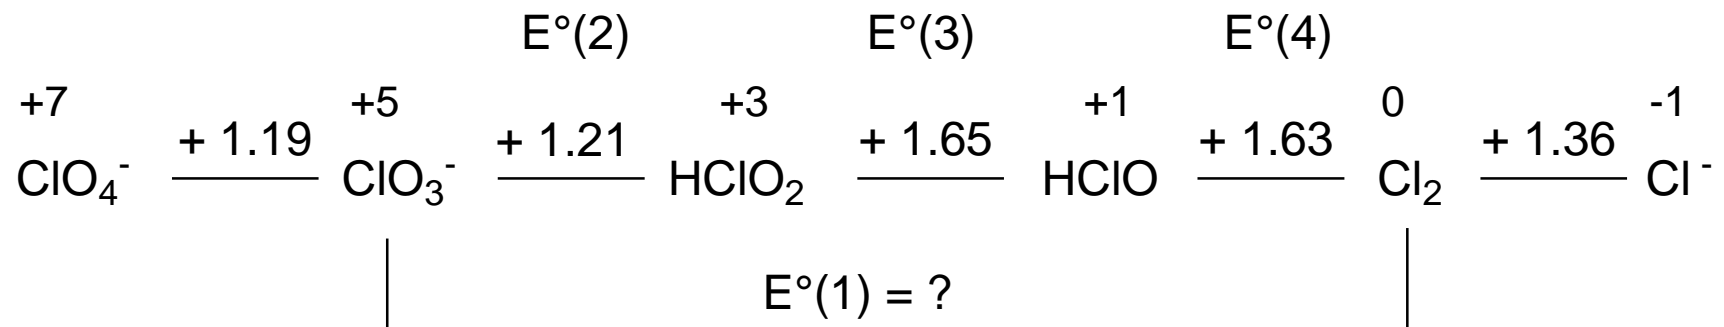 E°(2) E°(3) E°(4)
+7 +5 +3 +1 0 -1
+ 1.19 + 1.21 + 1.65 + 1.63 + 1.36
ClO₄⁻ ClO₃⁻ HClO₂ HClO Cl₂ Cl⁻
E°(1) = ?